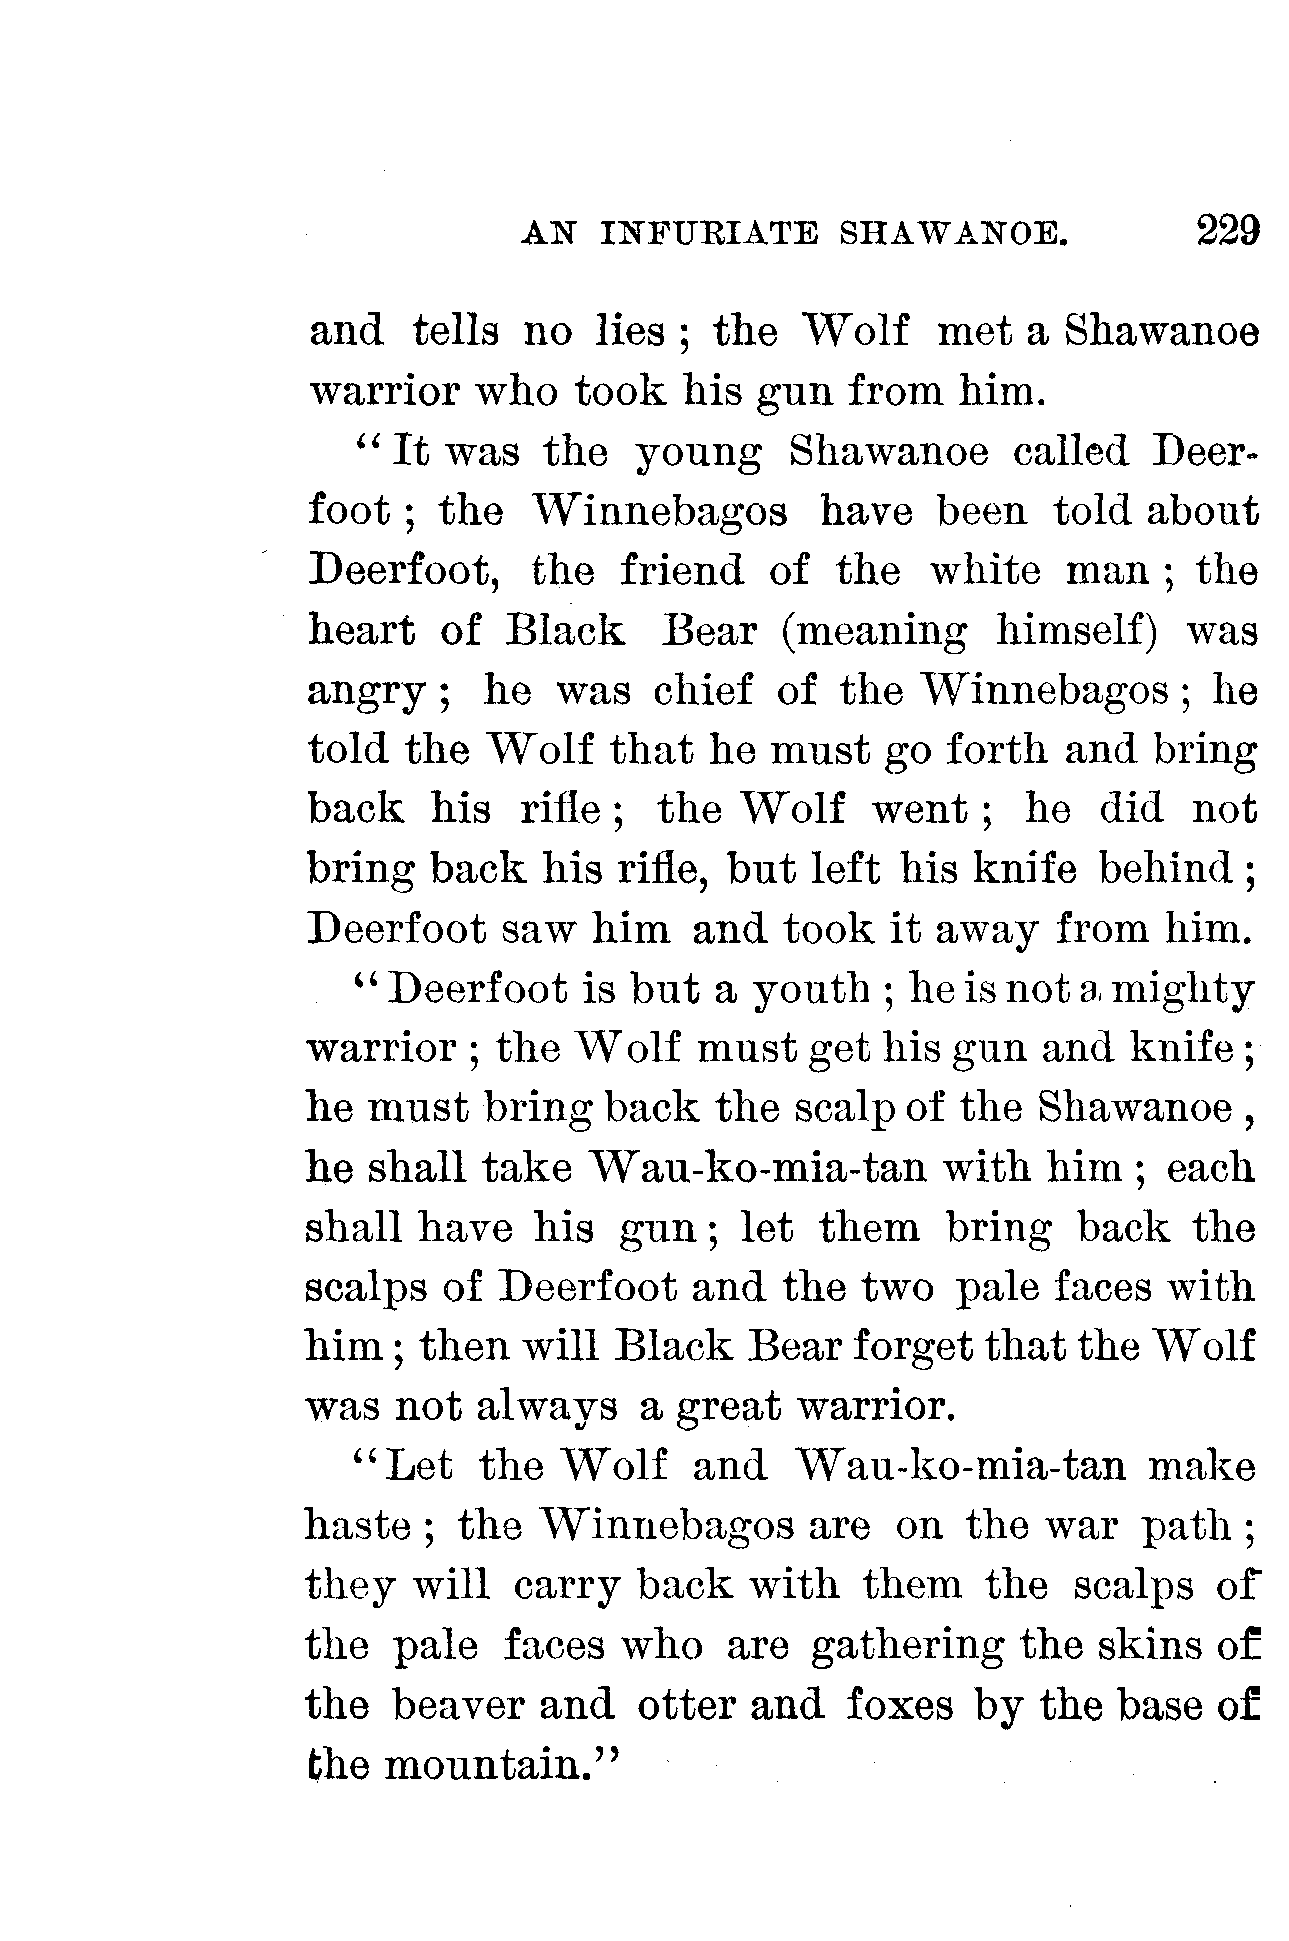 AN INFURIATE SHAWANOE. 229
and tells no lies ; the Wolf met a Shawanoe
warrior who took his gun from him.
“ It was the young Shawanoe called Deer-
foot ; the Winnebagos have been told about
Deerfoot, the friend of the white man ; the
heart of Black Bear (meaning himself) was
angry ; he was chief of the Winnebagos ; he
told the Wolf that he must go forth and bring
back his rifle ; the Wolf went ; he did not
bring back his rifle, but left his knife behind ;
Deerfoot saw him and took it away from him.
“ Deerfoot is but a youth ; he is not a mighty
warrior ; the Wolf must get his gun and knife ;
he must bring back the scalp of the Shawanoe ,
he shall take Wau-ko-mia-tan with him ; each
shall have his gun ; let them bring back the
scalps of Deerfoot and the two pale faces with
him ; then will Black Bear forget that the Wolf
was not always a great warrior.
“ Let the Wolf and Wau-ko-mia-tan make
haste ; the Winnebagos are on the war path ;
they will carry back with them the scalps of
the pale faces who are gathering the skins of
the beaver and otter and foxes by the base of
the mountain.”